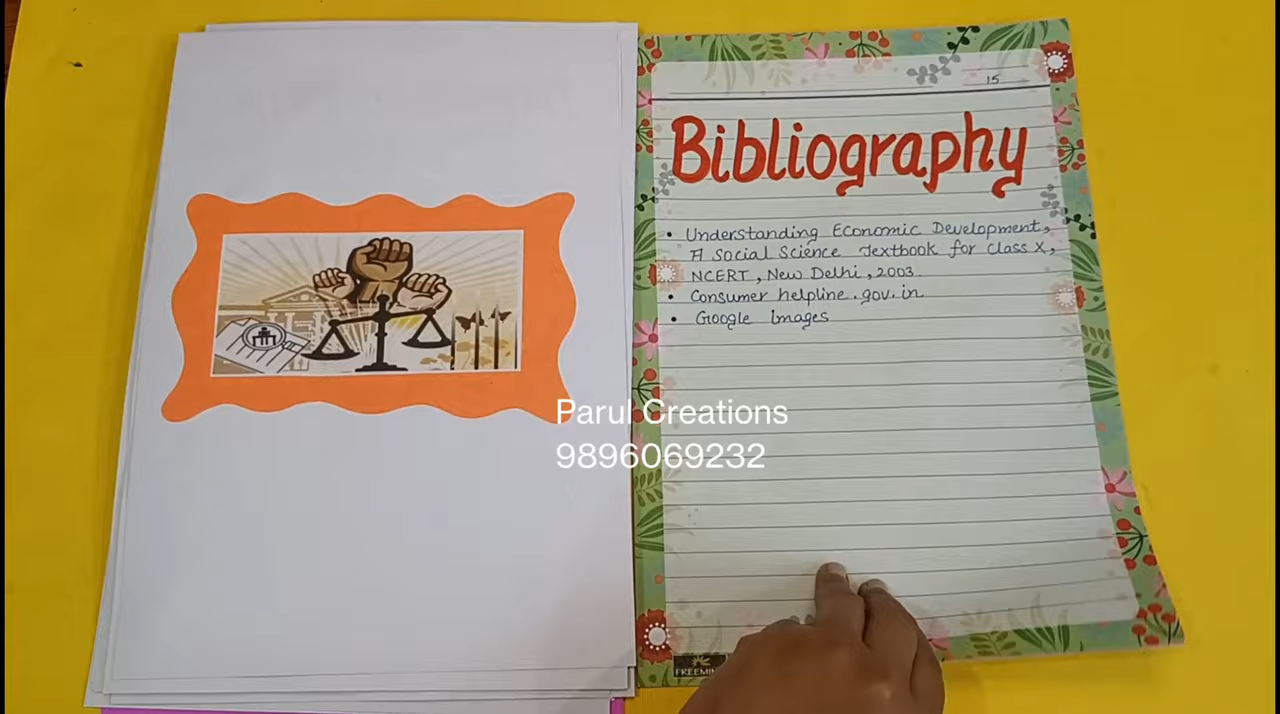 15
Bibliography
• Understanding Economic Development,
A Social Science Textbook for Class X,
NCERT, New Delhi, 2003.
• Consumer helpline.gov.in
• Google Images
Parul Creations
9896069232